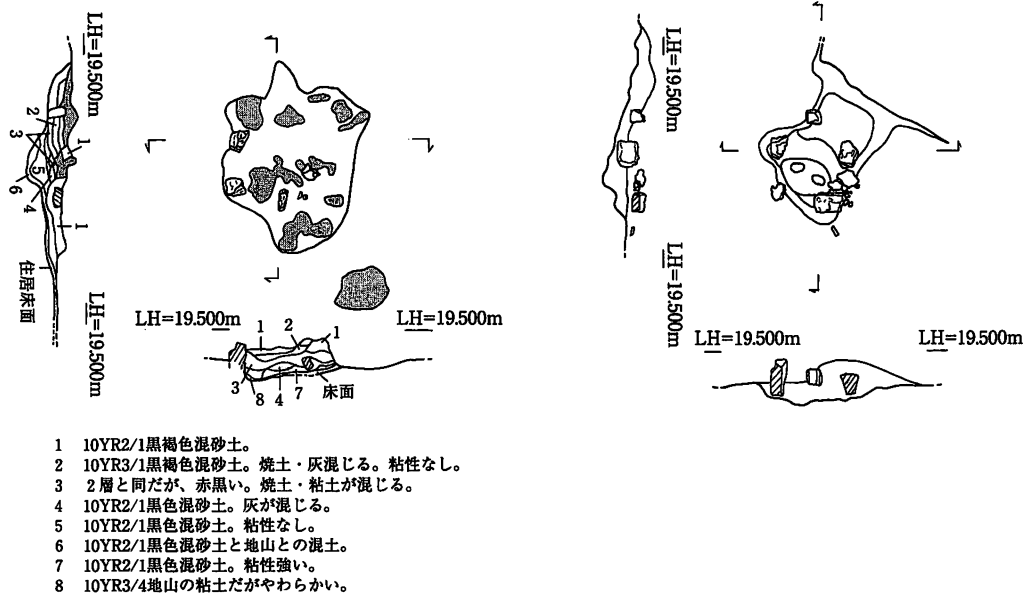 LH=19.500m
2
3
1
5
6
4
1
住居床面
LH=19.500m
LH=19.500m
LH=19.500m
1
2
1
3
8
4
7
床面
LH=19.500m
LH=19.500m
LH=19.500m
LH=19.500m
1 10YR2/1黒褐色混砂土。
2 10YR3/1黒褐色混砂土。焼土・灰混じる。粘性なし。
3 2層と同だが、赤黒い。焼土・粘土が混じる。
4 10YR2/1黒色混砂土。灰が混じる。
5 10YR2/1黒色混砂土。粘性なし。
6 10YR2/1黒色混砂土と地山との混土。
7 10YR2/1黒色混砂土。粘性強い。
8 10YR3/4地山の粘土だがやわらかい。